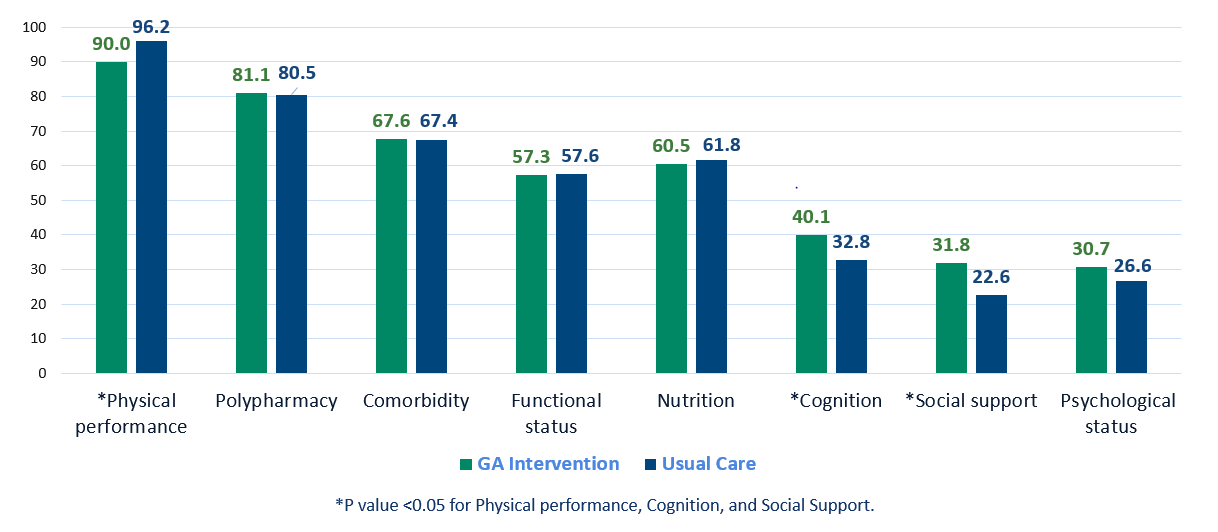 100
90
80
70
60
50
40
30
20
10
0
90.0
96.2
81.1
80.5
67.6
67.4
57.3
57.6
60.5
61.8
40.1
32.8
31.8
22.6
30.7
26.6
*Physical
performance
Polypharmacy
Comorbidity
Functional
status
Nutrition
*Cognition
*Social support
Psychological
status
GA Intervention
Usual Care
*P value <0.05 for Physical performance, Cognition, and Social Support.